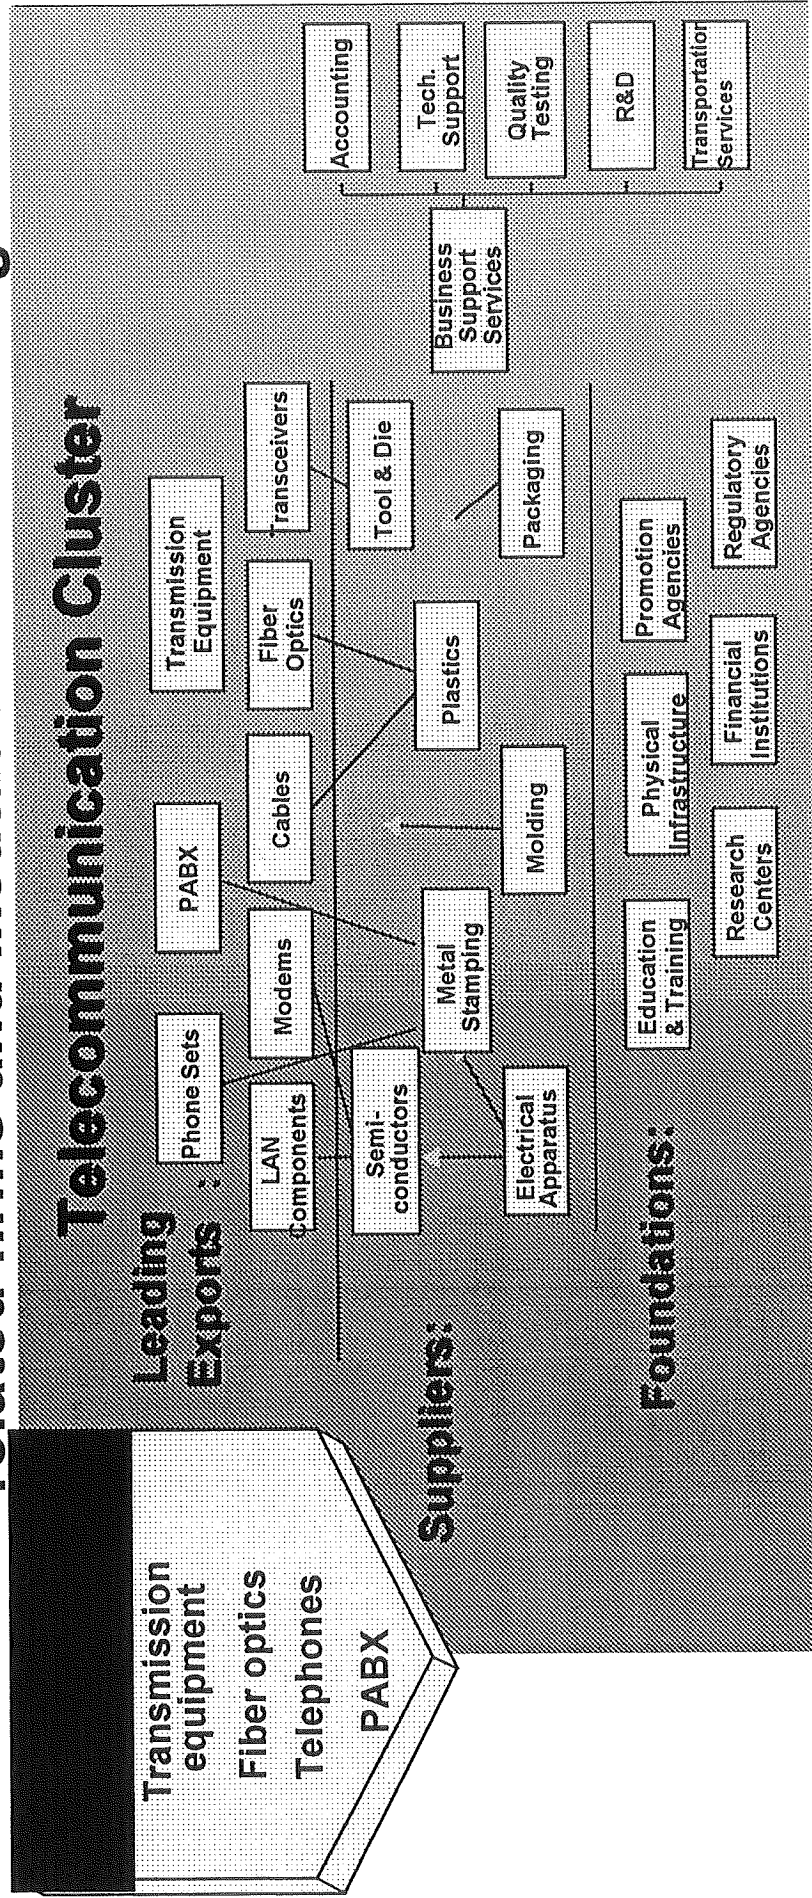 Telecommunication Cluster
Transmission
equipment
Fiber optics
Telephones
PABX
Leading
Exports :
Phone Sets
PABX
Transmission
Equipment
LAN
Components
Modems
Cables
Fiber
Optics
Transceivers
Suppliers:
Semi-
conductors
Metal
Stamping
Plastics
Tool & Die
Electrical
Apparatus
Molding
Packaging
Business
Support
Services
Accounting
Tech.
Support
Quality
Testing
R&D
Transportation
Services
Foundations:
Education
& Training
Physical
Infrastructure
Promotion
Agencies
Research
Centers
Financial
Institutions
Regulatory
Agencies